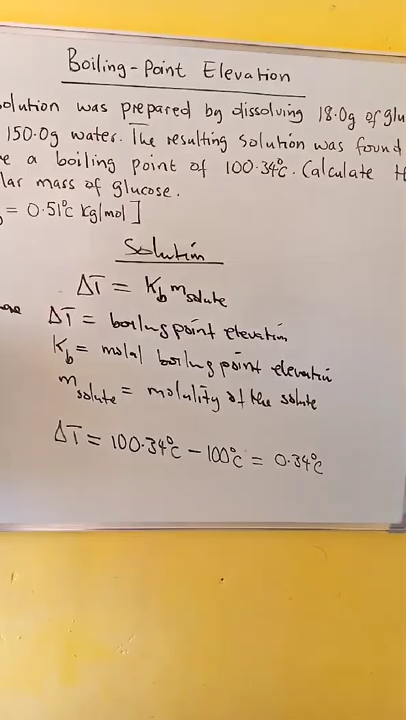 Boiling-Point Elevation
olution was prepared by dissolving 18.0g of glu
150.0g water. The resulting solution was found
e a boiling point of 100.34°C. Calculate t
lar mass of glucose.
= 0.51°C kg/mol]
Solution
ΔT = Kb msolute
ΔT = boiling point elevation
Kb = molal boiling point elevation
msolute = molality of the solute
ΔT = 100.34°C - 100°C = 0.34°C